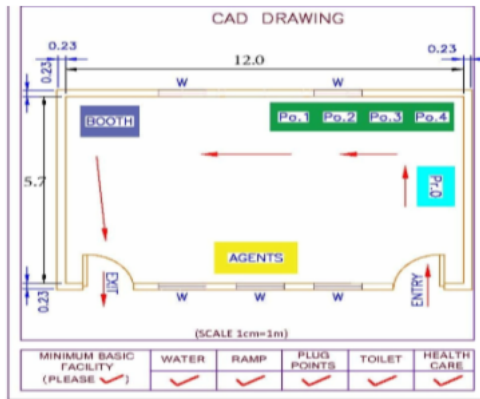 CAD DRAWING
0.23
0.23
12.0
0.23
W
W
BOOTH
Po.1 Po.2 Po.3 Po.4
5.7
Pr.O
AGENTS
EXIT
ENTRY
0.23
W
W
W
(SCALE 1cm=1m)
MINIMUM BASIC
FACILITY
(PLEASE ✓)
WATER
RAMP
PLUG
POINTS
TOILET
HEALTH
CARE
✓ ✓ ✓ ✓ ✓